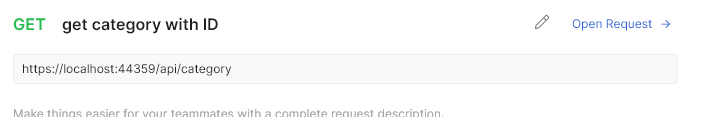 GET get category with ID Open Request →
https://localhost:44359/api/category
Make things easier for your teammates with a complete request description.